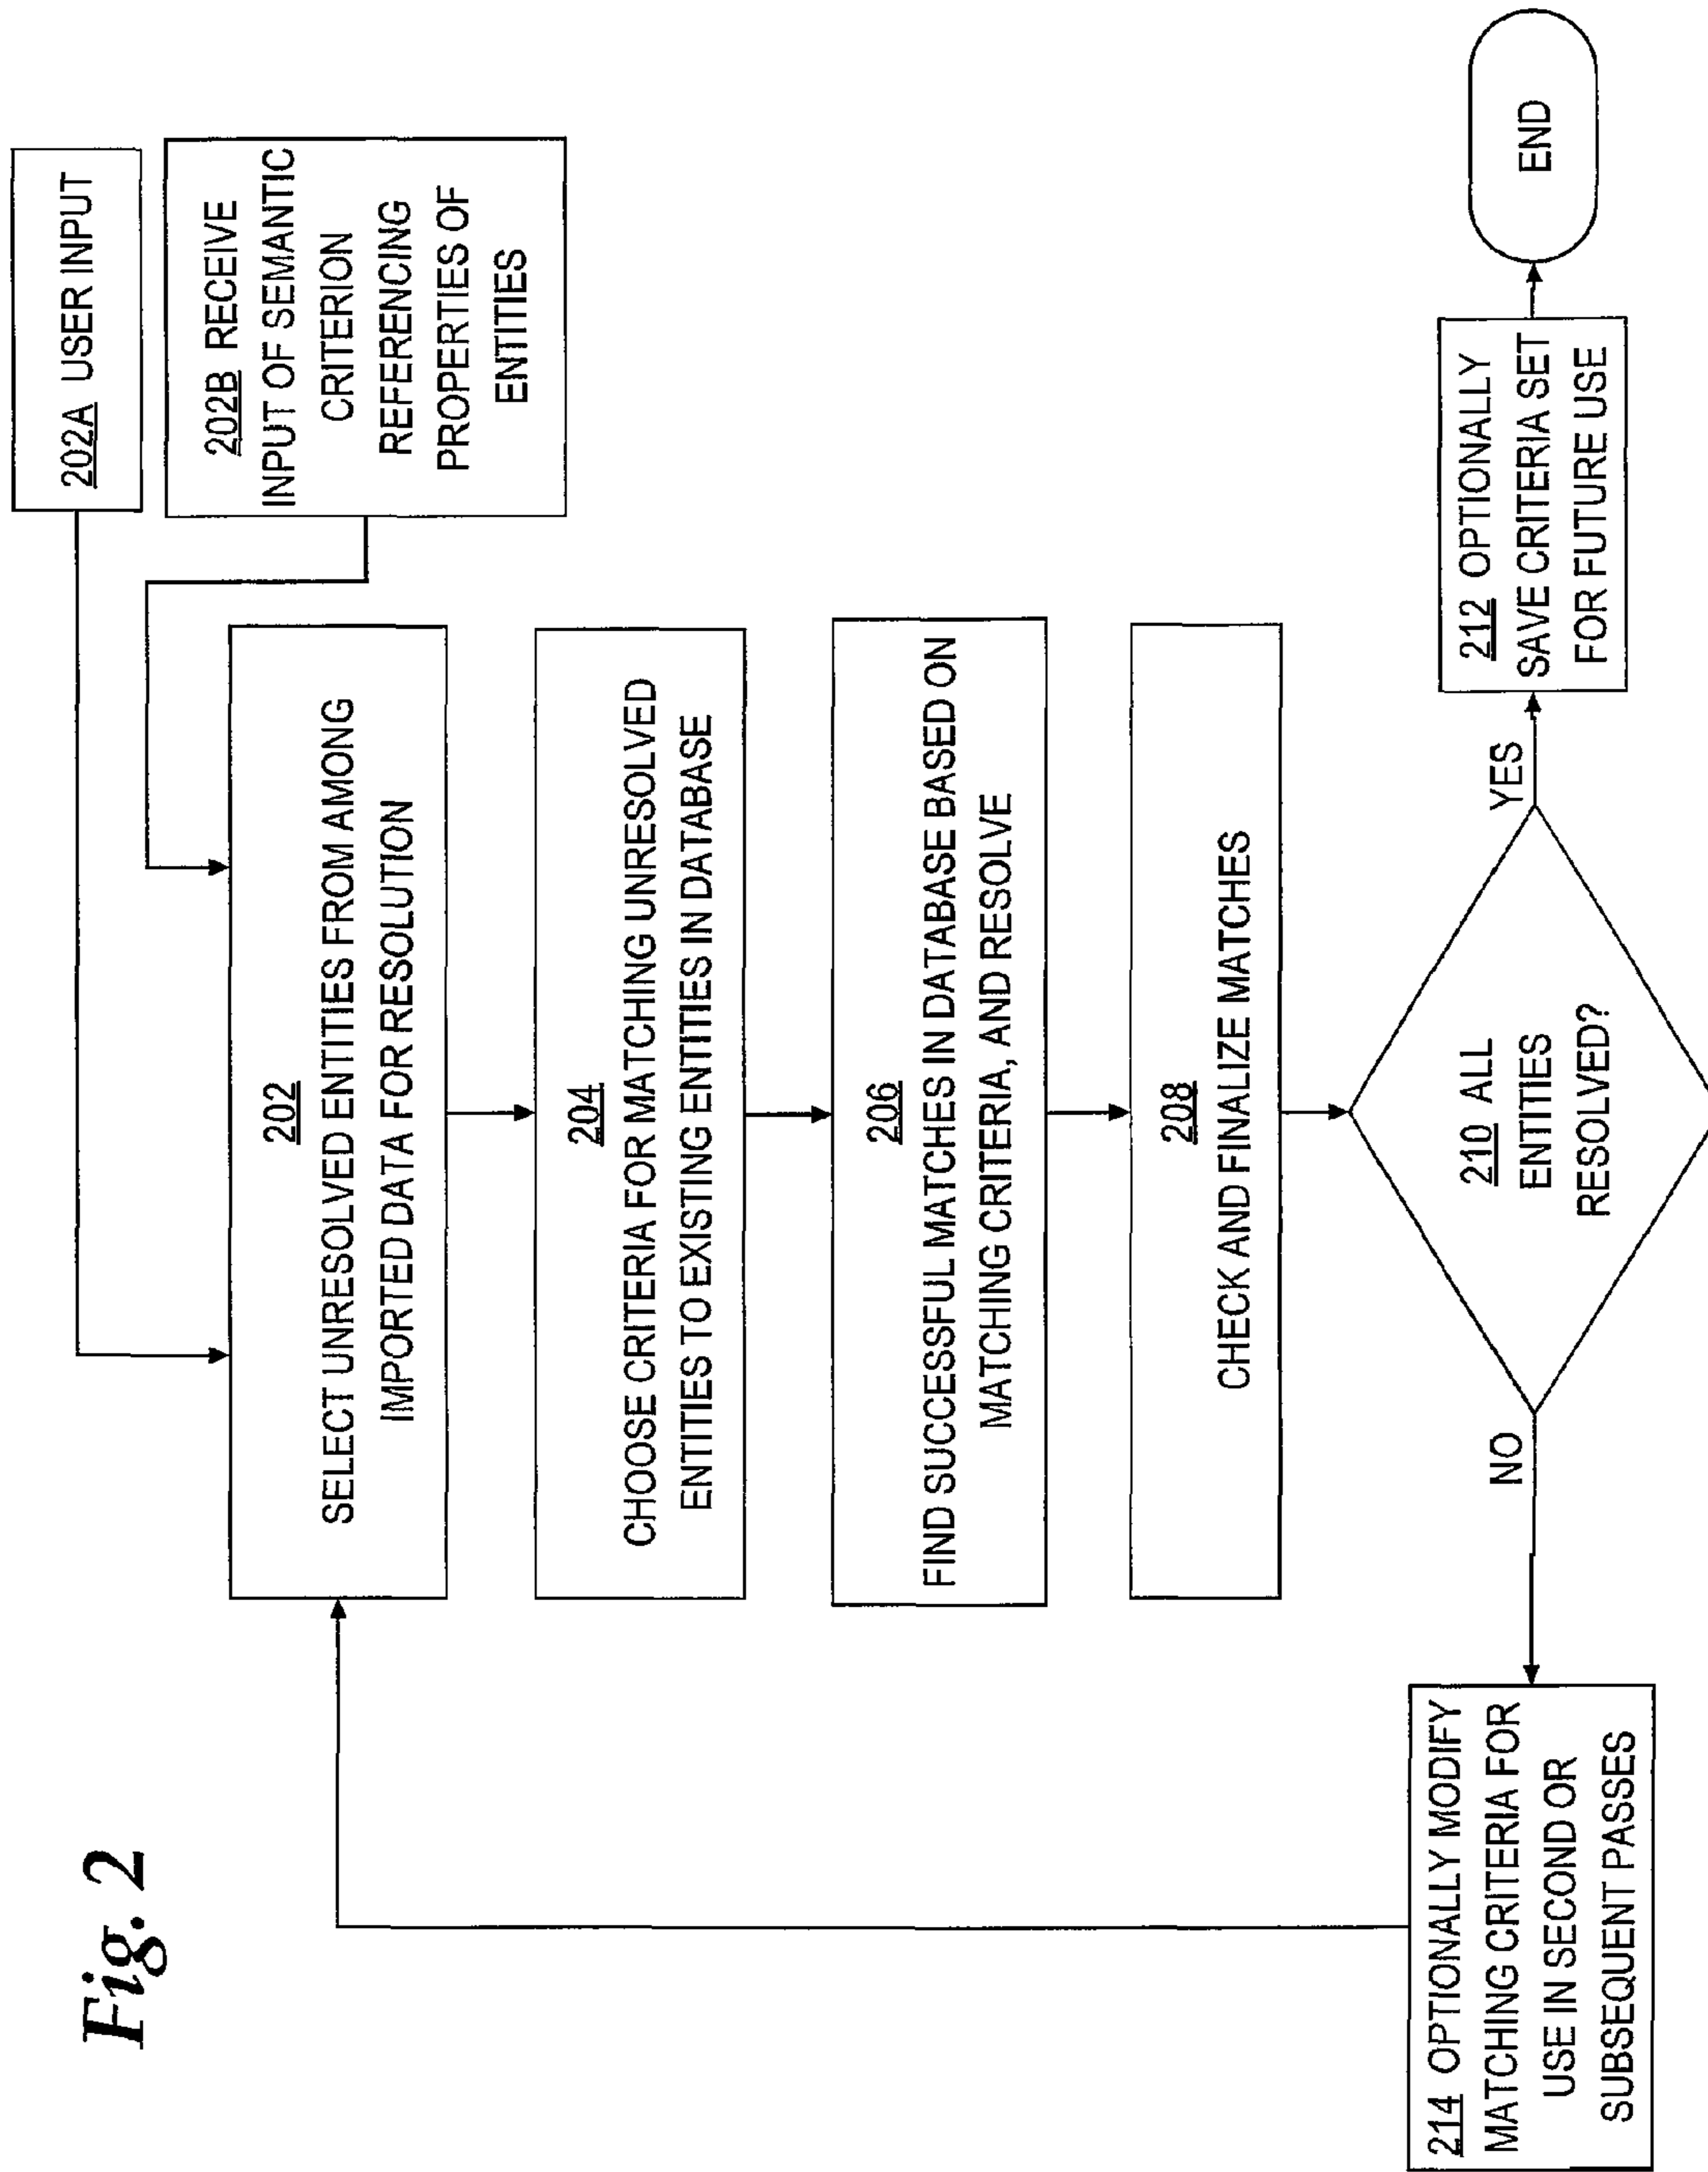 Fig. 2
202A USER INPUT
202B RECEIVE
INPUT OF SEMANTIC
CRITERION
REFERENCING
PROPERTIES OF
ENTITIES
202
SELECT UNRESOLVED ENTITIES FROM AMONG
IMPORTED DATA FOR RESOLUTION
204
CHOOSE CRITERIA FOR MATCHING UNRESOLVED
ENTITIES TO EXISTING ENTITIES IN DATABASE
206
FIND SUCCESSFUL MATCHES IN DATABASE BASED ON
MATCHING CRITERIA, AND RESOLVE
208
CHECK AND FINALIZE MATCHES
210 ALL
ENTITIES
RESOLVED?
NO
YES
214 OPTIONALLY MODIFY
MATCHING CRITERIA FOR
USE IN SECOND OR
SUBSEQUENT PASSES
212 OPTIONALLY
SAVE CRITERIA SET
FOR FUTURE USE
END